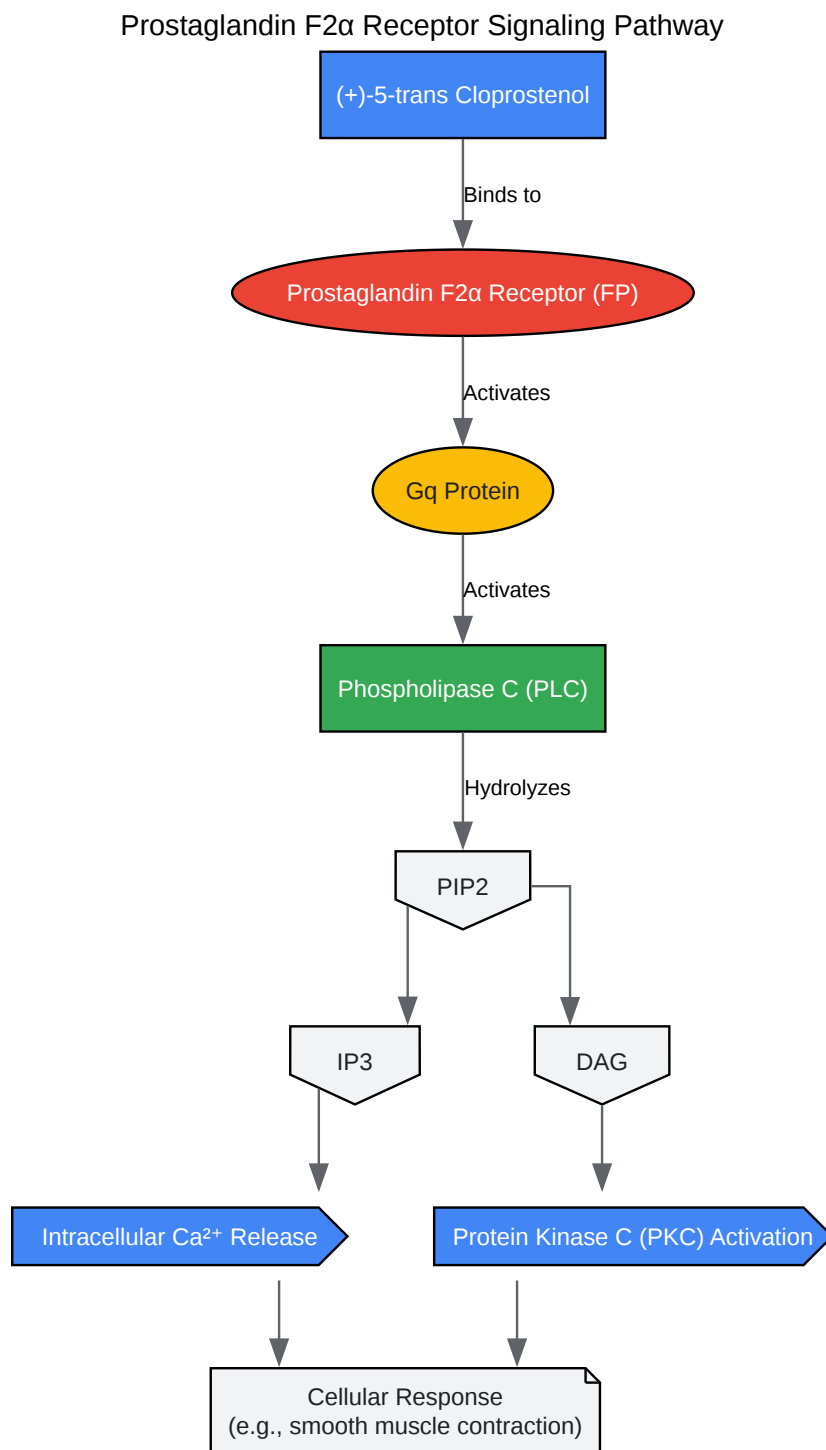 Prostaglandin F2α Receptor Signaling Pathway
(+)-5-trans Cloprostenol
Binds to
Prostaglandin F2α Receptor (FP)
Activates
Gq Protein
Activates
Phospholipase C (PLC)
Hydrolyzes
PIP2
IP3
DAG
Intracellular Ca²⁺ Release
Protein Kinase C (PKC) Activation
Cellular Response
(e.g., smooth muscle contraction)